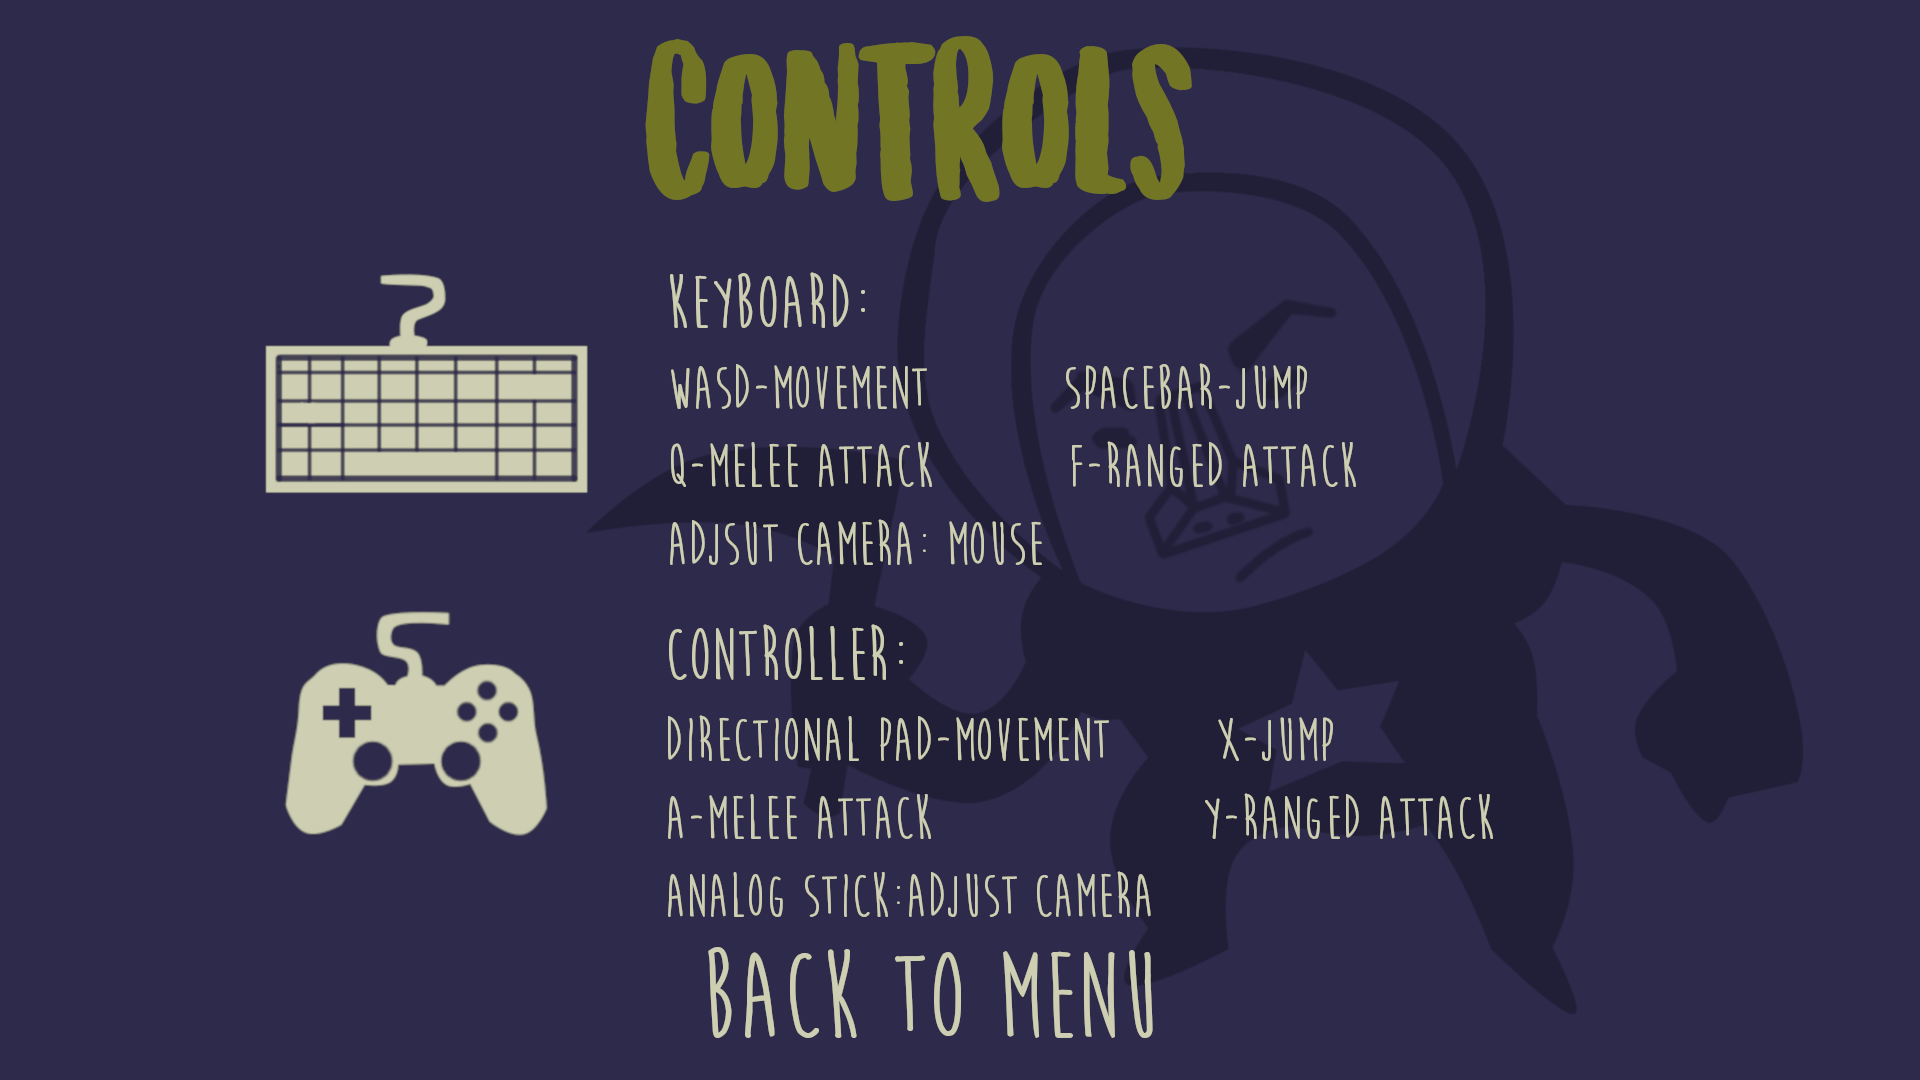 CONTROLS
KEYBOARD:
WASD-MOVEMENT SPACEBAR-JUMP
Q-MELEE ATTACK F-RANGED ATTACK
ADJSUT CAMERA: MOUSE
CONTROLLER:
DIRECTIONAL PAD-MOVEMENT X-JUMP
A-MELEE ATTACK Y-RANGED ATTACK
ANALOG STICK:ADJUST CAMERA
BACK TO MENU